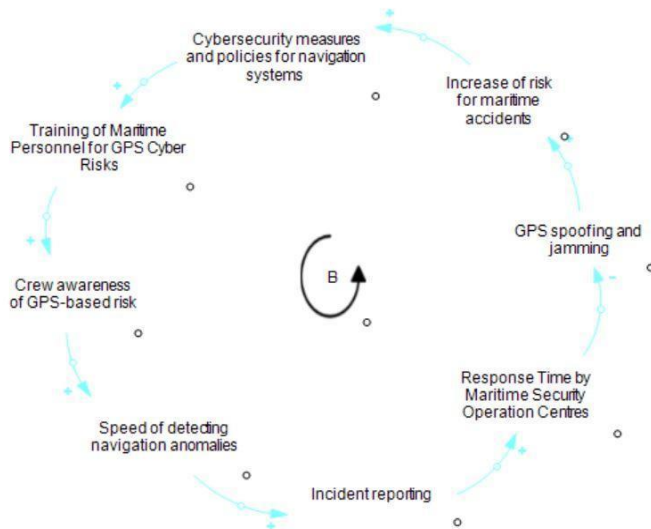 Cybersecurity measures
and policies for navigation
systems
+
Increase of risk
for maritime
accidents
+
Training of Maritime
Personnel for GPS Cyber
Risks
+
GPS spoofing and
jamming
+
Crew awareness
of GPS-based risk
B
-
Response Time by
Maritime Security
Operation Centres
+
Speed of detecting
navigation anomalies
+
Incident reporting
+
+